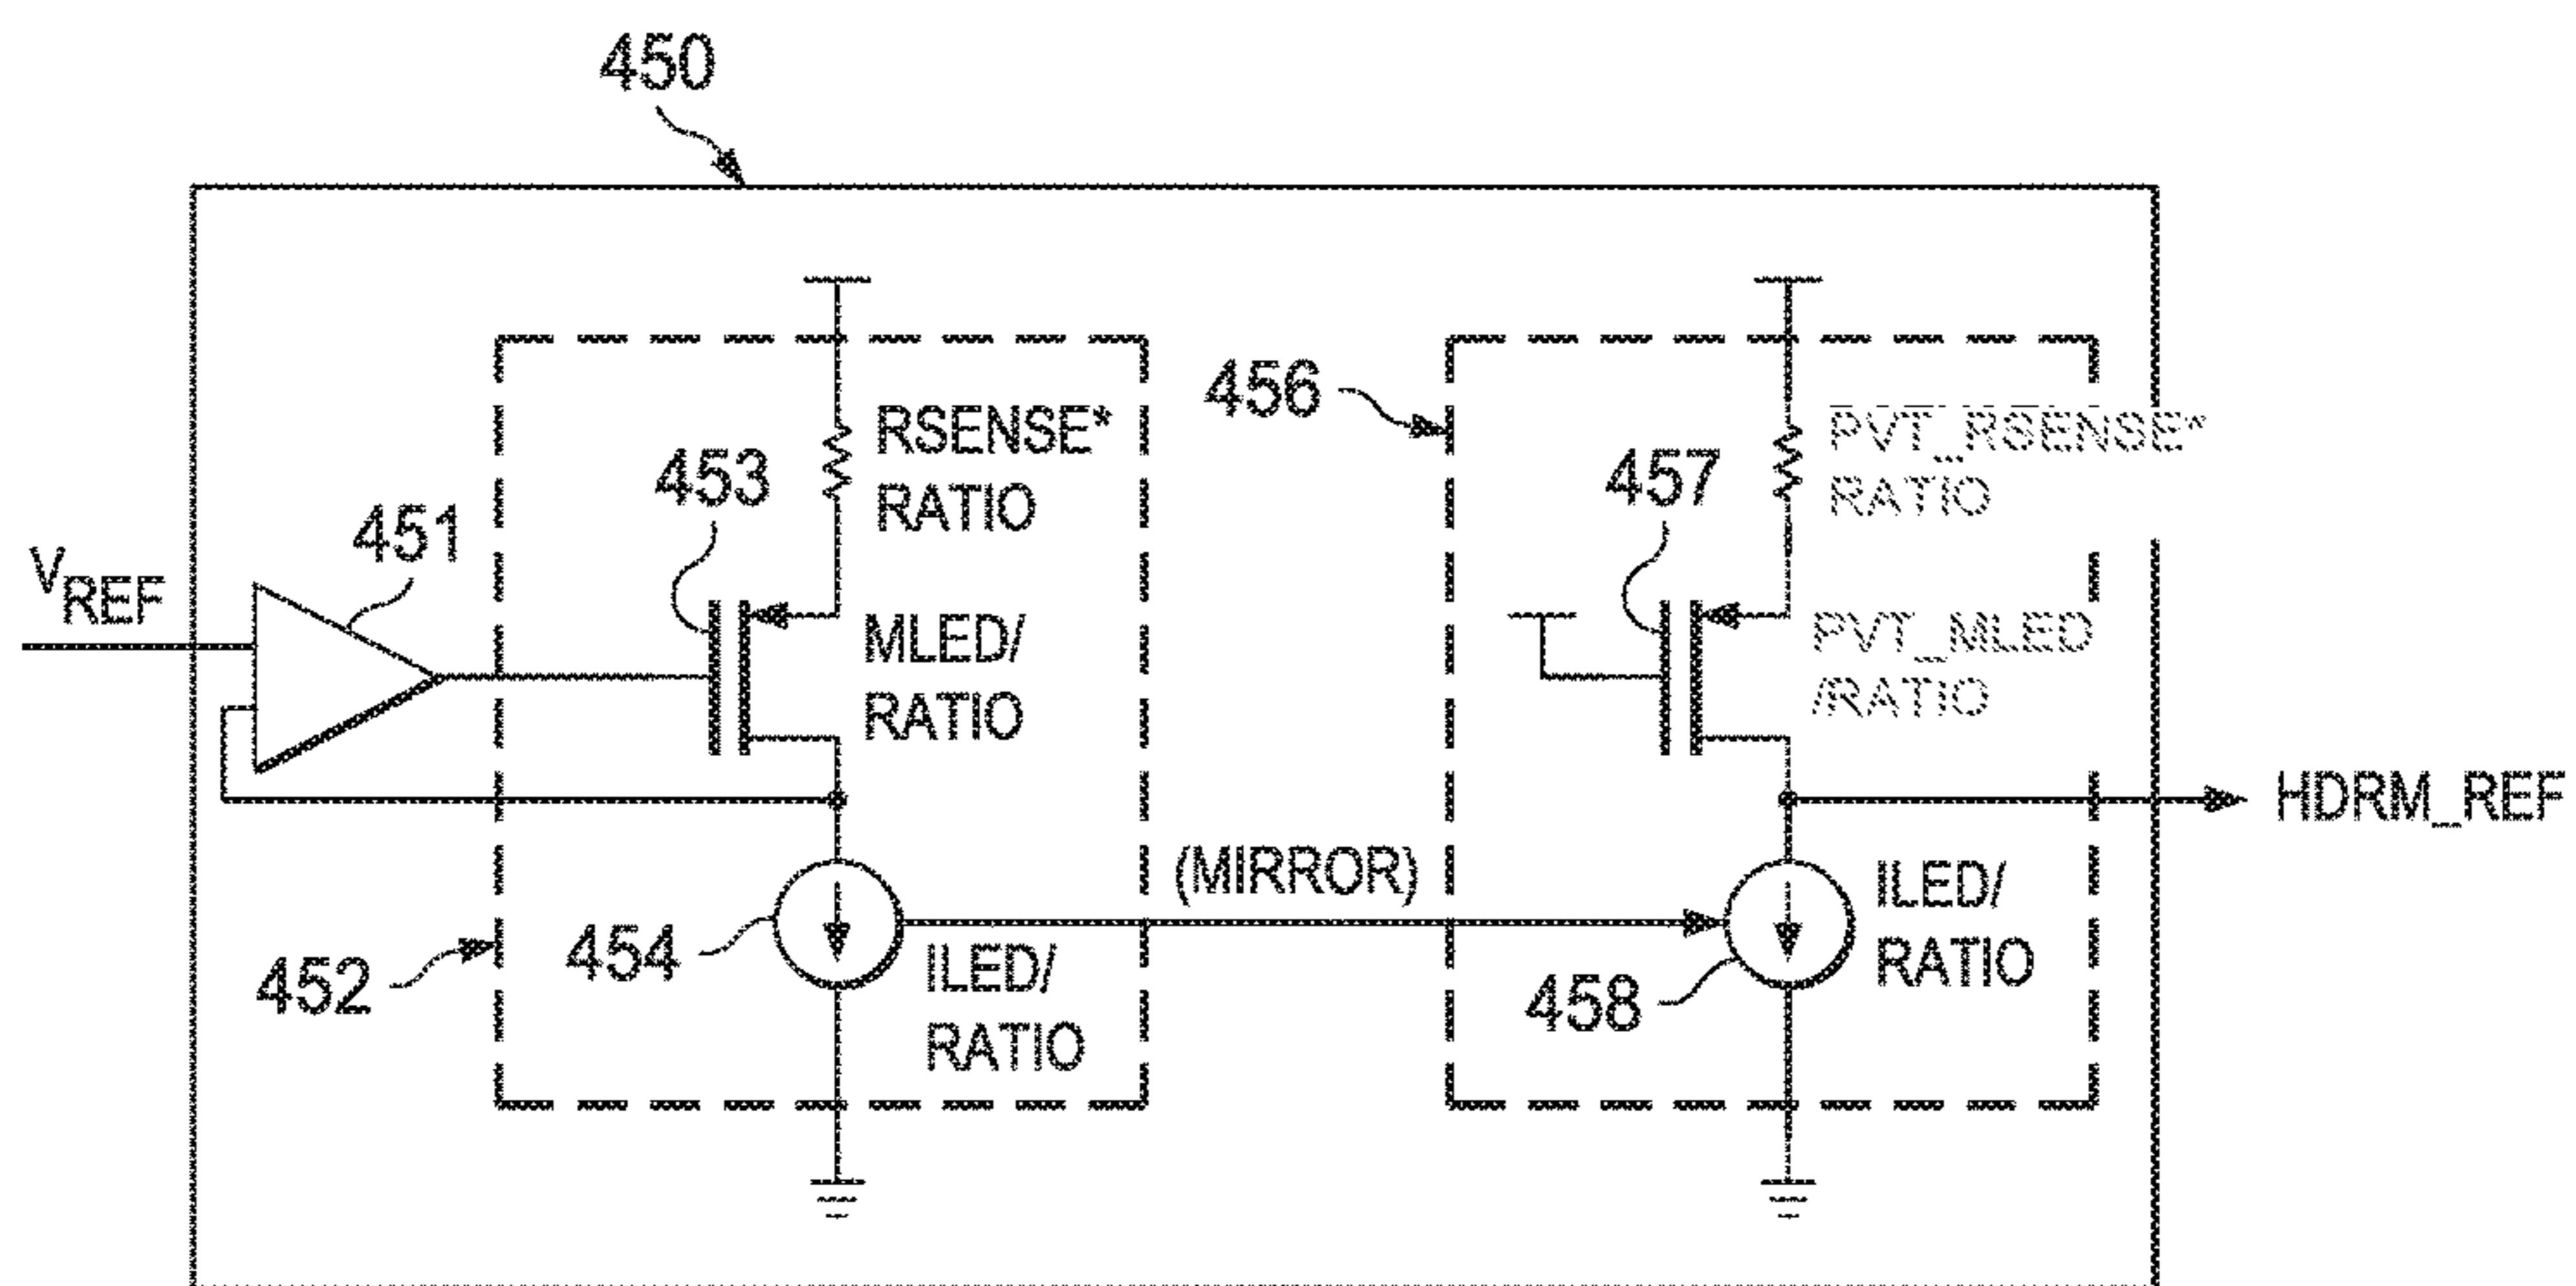 450
456
RSENSE*
RATIO
PVT_RSENSE*
RATIO
453
457
451
VREF
MLED/
RATIO
PVT_MLED
/RATIO
HDRM_REF
(MIRROR)
454
452
ILED/
RATIO
458
ILED/
RATIO